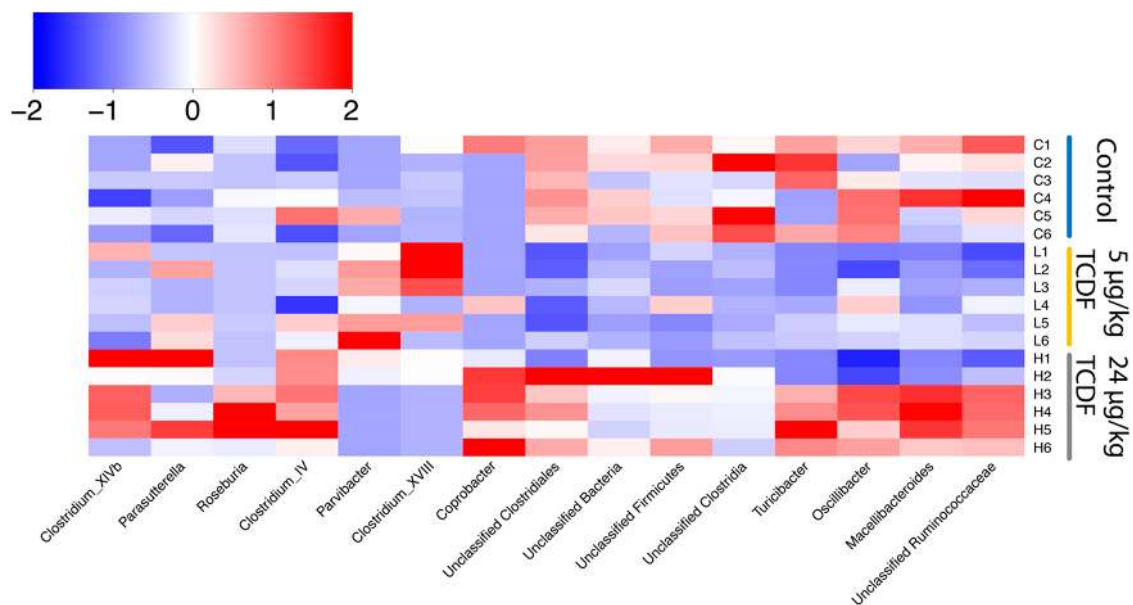 −2 −1 0 1 2
C1
C2
C3
C4
C5
C6
L1
L2
L3
L4
L5
L6
H1
H2
H3
H4
H5
H6
Control
5 µg/kg
TCDF
24 µg/kg
TCDF
Clostridium_XIVb
Parasutterella
Roseburia
Clostridium_IV
Parvibacter
Clostridium_XVIII
Coprobacter
Unclassified Clostridiales
Unclassified Bacteria
Unclassified Firmicutes
Unclassified Clostridia
Turicibacter
Oscillibacter
Macellibacteroides
Unclassified Ruminoccaceae